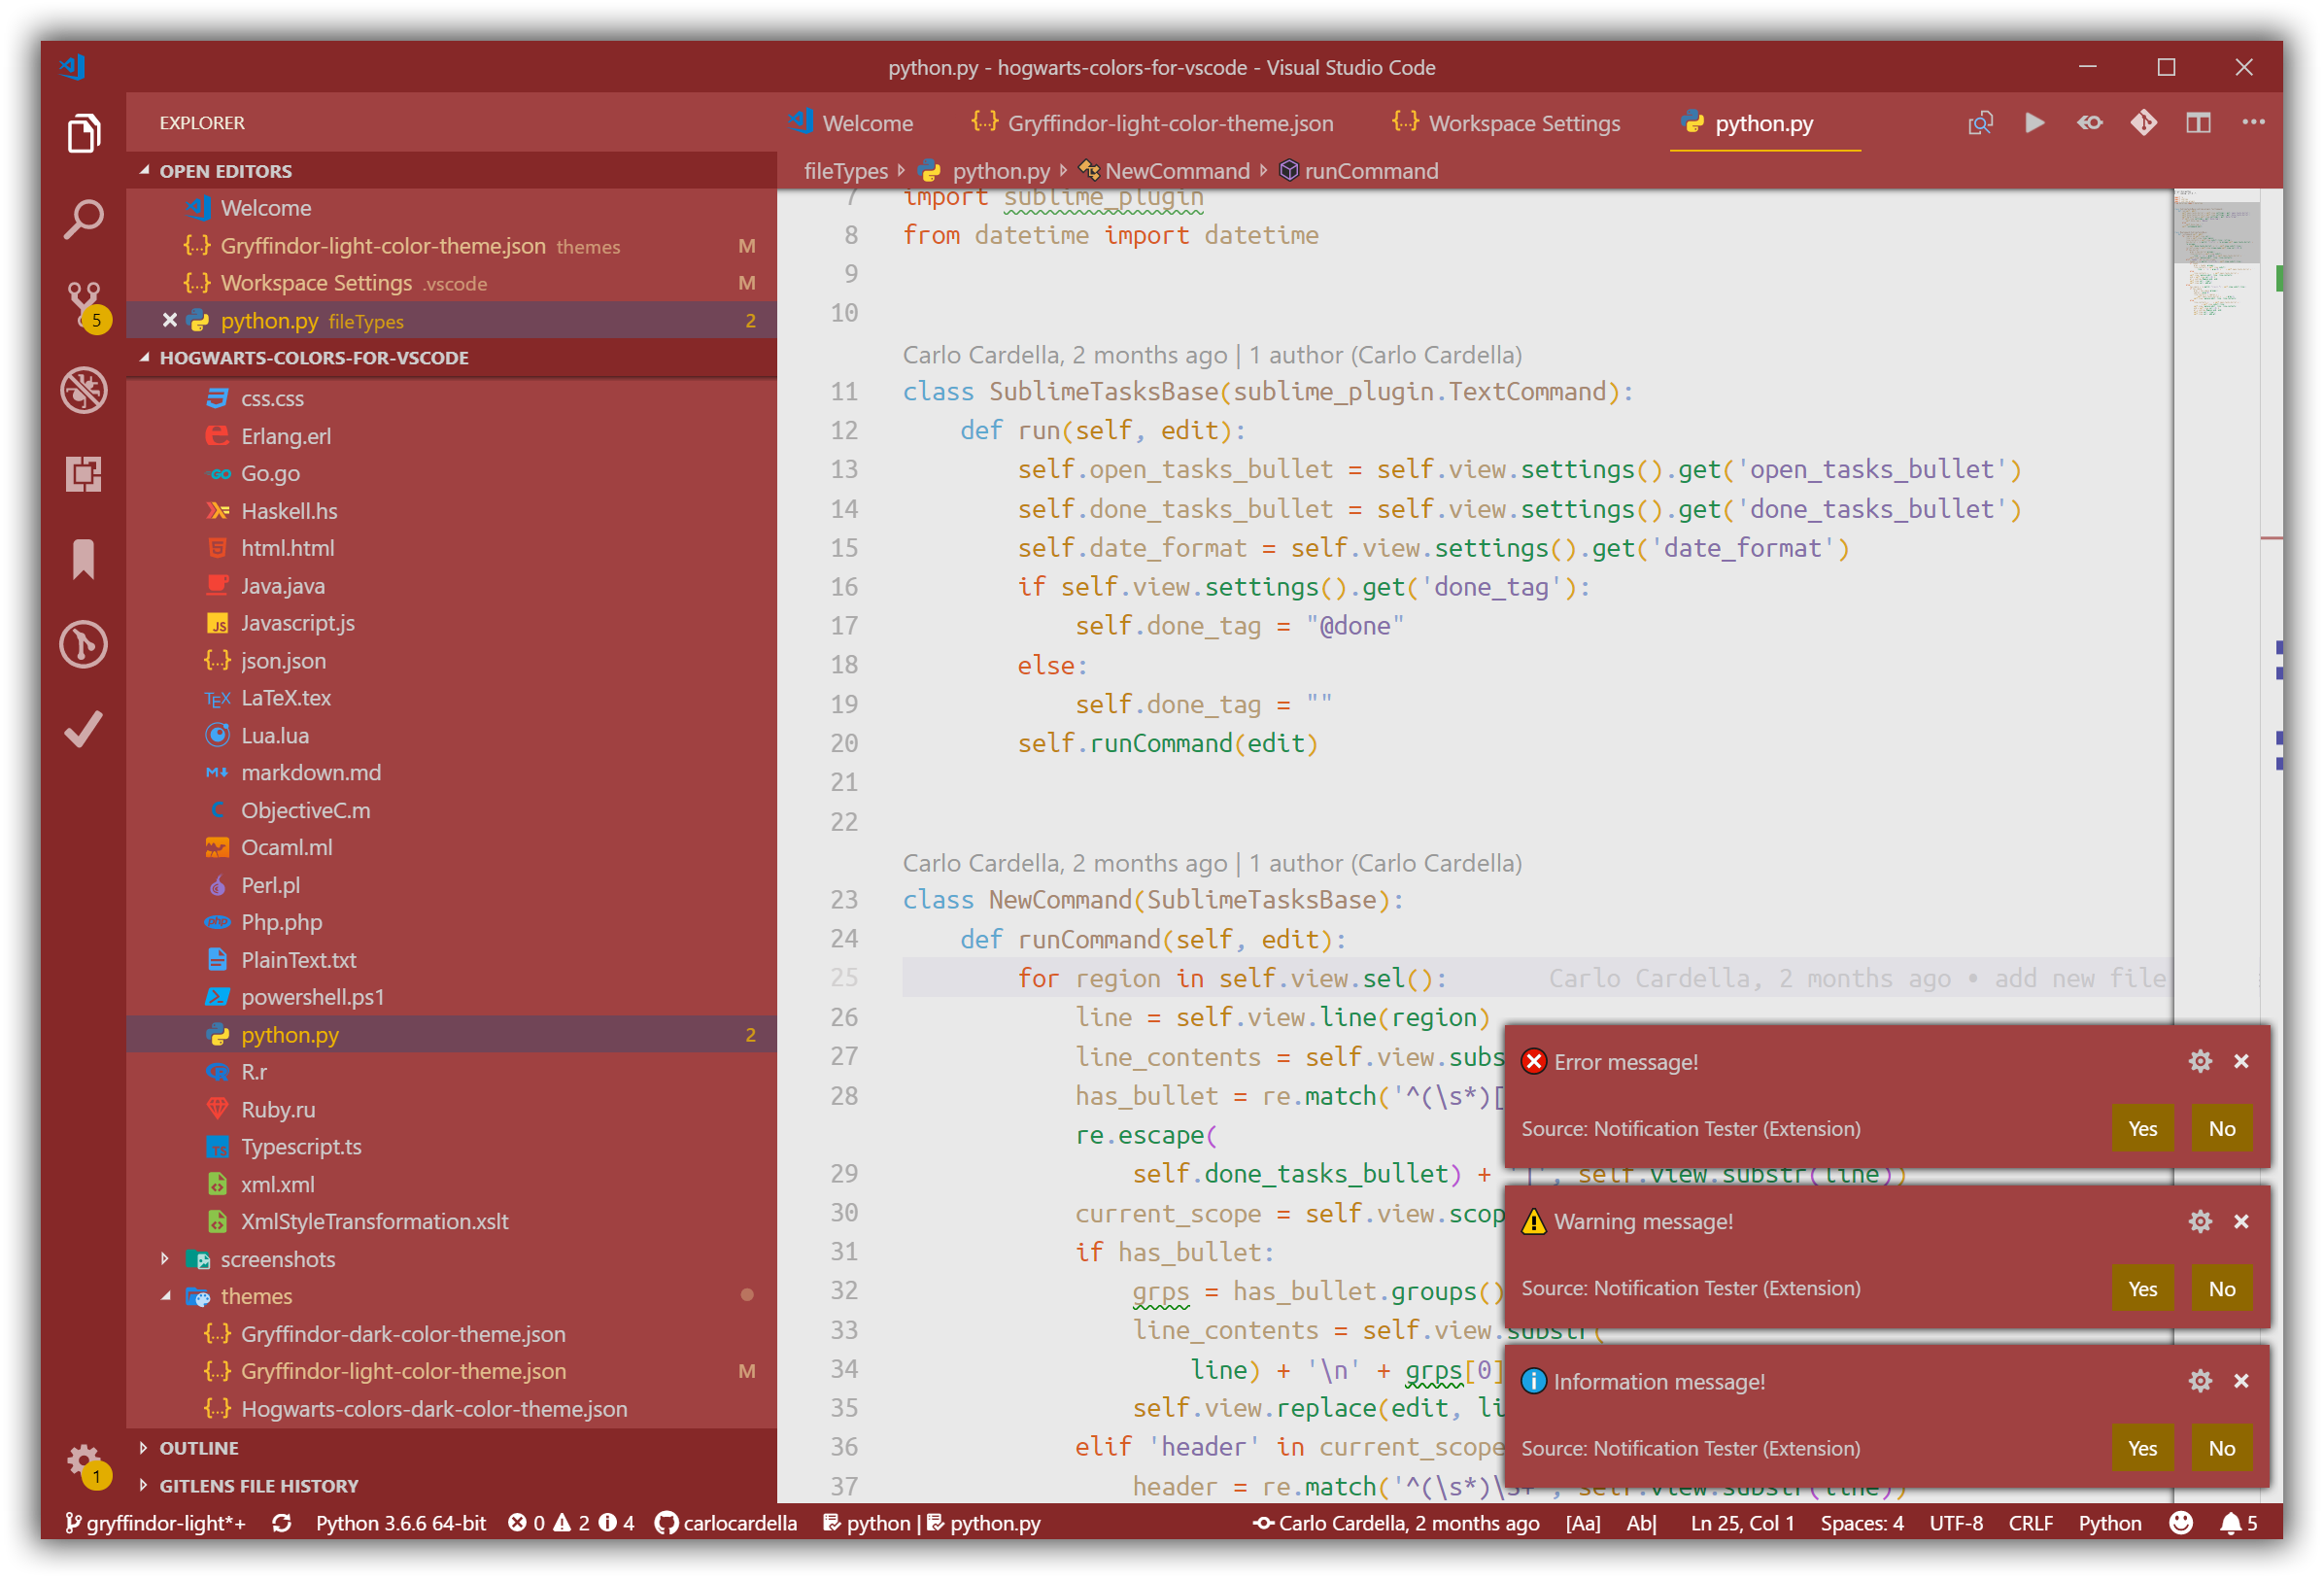 python.py - hogwarts-colors-for-vscode - Visual Studio Code
EXPLORER
OPEN EDITORS
Welcome
{..} Gryffindor-light-color-theme.json themes M
{..} Workspace Settings .vscode M
python.py fileTypes 2
HOGWARTS-COLORS-FOR-VSCODE
css.css
Erlang.erl
GO Go.go
Haskell.hs
html.html
Java.java
JS Javascript.js
{..} json.json
TEX LaTeX.tex
Lua.lua
M markdown.md
C ObjectiveC.m
Ocaml.ml
Perl.pl
php Php.php
PlainText.txt
powershell.ps1
python.py 2
R R.r
Ruby.ru
TS Typescript.ts
xml.xml
XmlStyleTransformation.xslt
screenshots
themes
{..} Gryffindor-dark-color-theme.json
{..} Gryffindor-light-color-theme.json M
{..} Hogwarts-colors-dark-color-theme.json
OUTLINE
GITLENS FILE HISTORY
5
1
Welcome {..} Gryffindor-light-color-theme.json {..} Workspace Settings python.py
fileTypes python.py NewCommand runCommand
7 import sublime_plugin
8 from datetime import datetime
9
10
Carlo Cardella, 2 months ago | 1 author (Carlo Cardella)
11 class SublimeTasksBase(sublime_plugin.TextCommand):
12 def run(self, edit):
13 self.open_tasks_bullet = self.view.settings().get('open_tasks_bullet')
14 self.done_tasks_bullet = self.view.settings().get('done_tasks_bullet')
15 self.date_format = self.view.settings().get('date_format')
16 if self.view.settings().get('done_tag'):
17 self.done_tag = "@done"
18 else:
19 self.done_tag = ""
20 self.runCommand(edit)
21
22
Carlo Cardella, 2 months ago | 1 author (Carlo Cardella)
23 class NewCommand(SublimeTasksBase):
24 def runCommand(self, edit):
25 for region in self.view.sel(): Carlo Cardella, 2 months ago • add new file
26 line = self.view.line(region)
27 line_contents = self.view.subs
28 has_bullet = re.match('^(\s*)[
re.escape(
29 self.done_tasks_bullet) + ']', self.view.substr(line))
30 current_scope = self.view.scop
31 if has_bullet:
32 grps = has_bullet.groups()
33 line_contents = self.view.substr(
34 line) + '\n' + grps[0]
35 self.view.replace(edit, li
36 elif 'header' in current_scope
37 header = re.match('^(\s*)\S+', self.view.substr(line))
Error message!
Source: Notification Tester (Extension) Yes No
Warning message!
Source: Notification Tester (Extension) Yes No
Information message!
Source: Notification Tester (Extension) Yes No
gryffindor-light*+ Python 3.6.6 64-bit 0 2 4 carlocardella python | python.py Carlo Cardella, 2 months ago [Aa] Ab| Ln 25, Col 1 Spaces: 4 UTF-8 CRLF Python 5